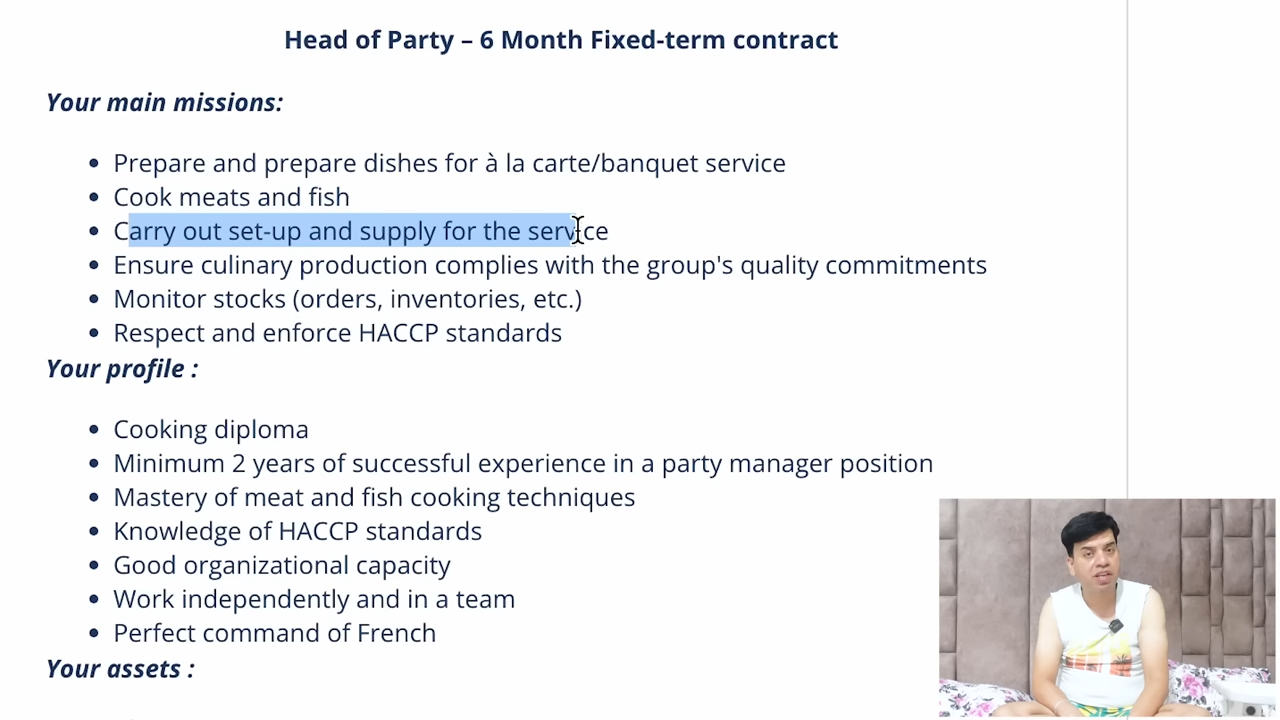 Head of Party – 6 Month Fixed-term contract
Your main missions:
Prepare and prepare dishes for à la carte/banquet service
Cook meats and fish
Carry out set-up and supply for the service
Ensure culinary production complies with the group's quality commitments
Monitor stocks (orders, inventories, etc.)
Respect and enforce HACCP standards
Your profile :
Cooking diploma
Minimum 2 years of successful experience in a party manager position
Mastery of meat and fish cooking techniques
Knowledge of HACCP standards
Good organizational capacity
Work independently and in a team
Perfect command of French
Your assets :